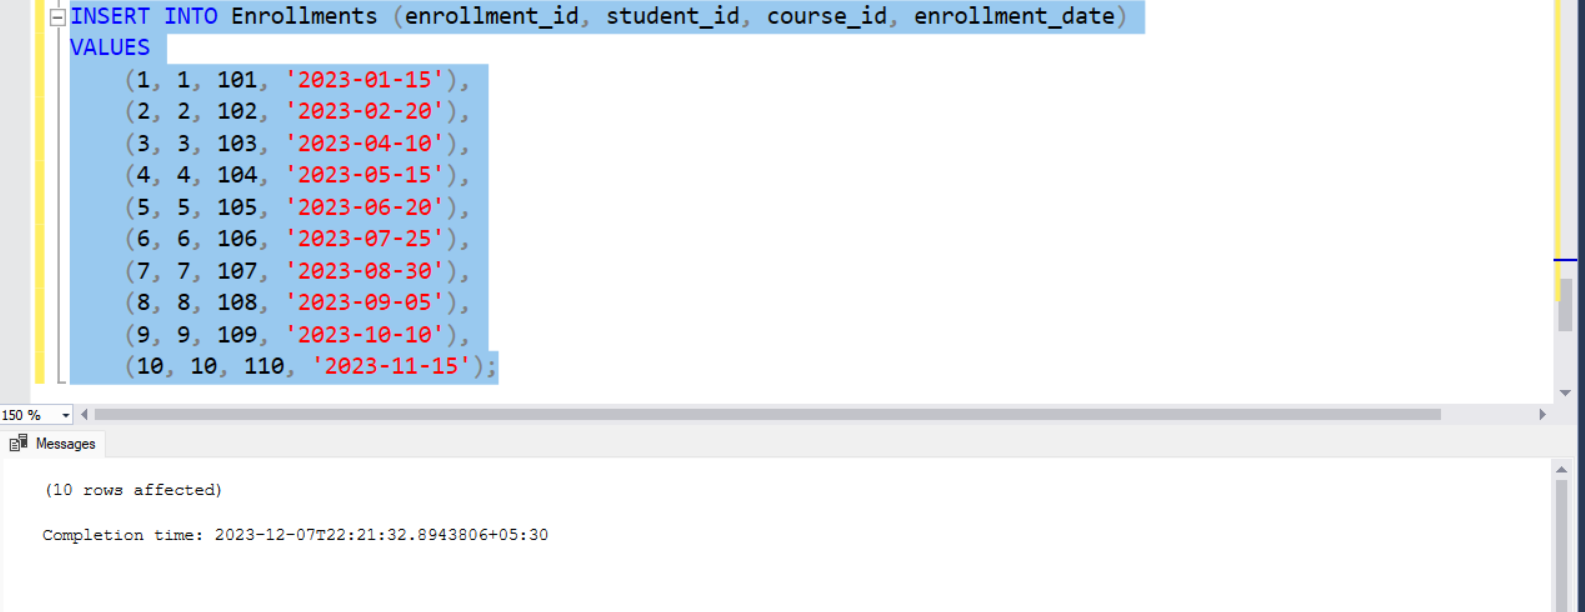 INSERT INTO Enrollments (enrollment_id, student_id, course_id, enrollment_date)
VALUES
(1, 1, 101, '2023-01-15'),
(2, 2, 102, '2023-02-20'),
(3, 3, 103, '2023-04-10'),
(4, 4, 104, '2023-05-15'),
(5, 5, 105, '2023-06-20'),
(6, 6, 106, '2023-07-25'),
(7, 7, 107, '2023-08-30'),
(8, 8, 108, '2023-09-05'),
(9, 9, 109, '2023-10-10'),
(10, 10, 110, '2023-11-15');
150 %
Messages
(10 rows affected)
Completion time: 2023-12-07T22:21:32.8943806+05:30